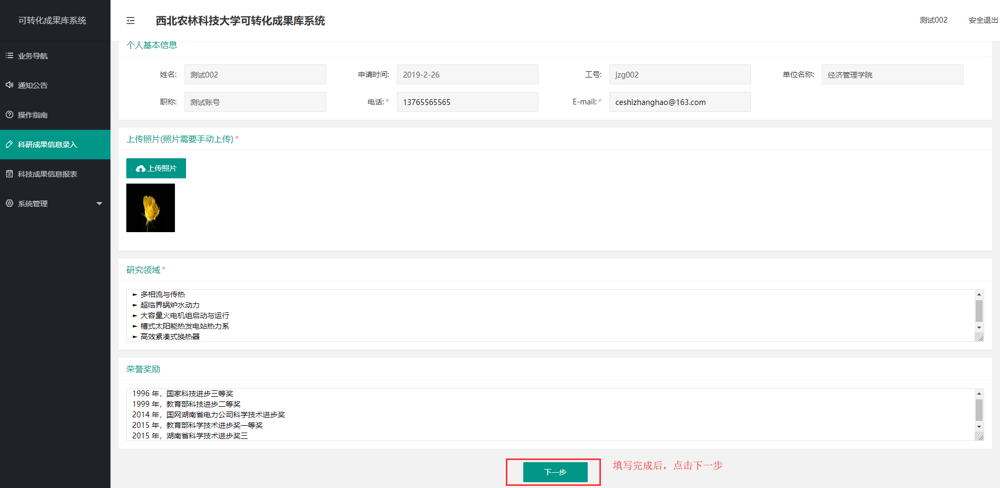 可转化成果库系统
西北农林科技大学可转化成果库系统
测试002
安全退出
业务导航
通知公告
操作指南
科研成果信息录入
科技成果信息报表
系统管理
个人基本信息
姓名: 测试002
申请时间: 2019-2-26
工号: jzg002
单位名称: 经济管理学院
职称: 测试账号
电话:* 13765565565
E-mail:* ceshizhanghao@163.com
上传照片(照片需要手动上传)*
上传照片
研究领域*
► 多相流与传热
► 超临界锅炉水动力
► 大容量火电机组启动与运行
► 槽式太阳能热发电站热力系
► 高效紧凑式换热器
荣誉奖励
1996 年，国家科技进步三等奖
1999 年，教育部科技进步二等奖
2014 年，国网湖南省电力公司科学技术进步奖
2015 年，教育部科学技术进步奖一等奖
2015 年，湖南省科学技术进步奖三
下一步
填写完成后，点击下一步